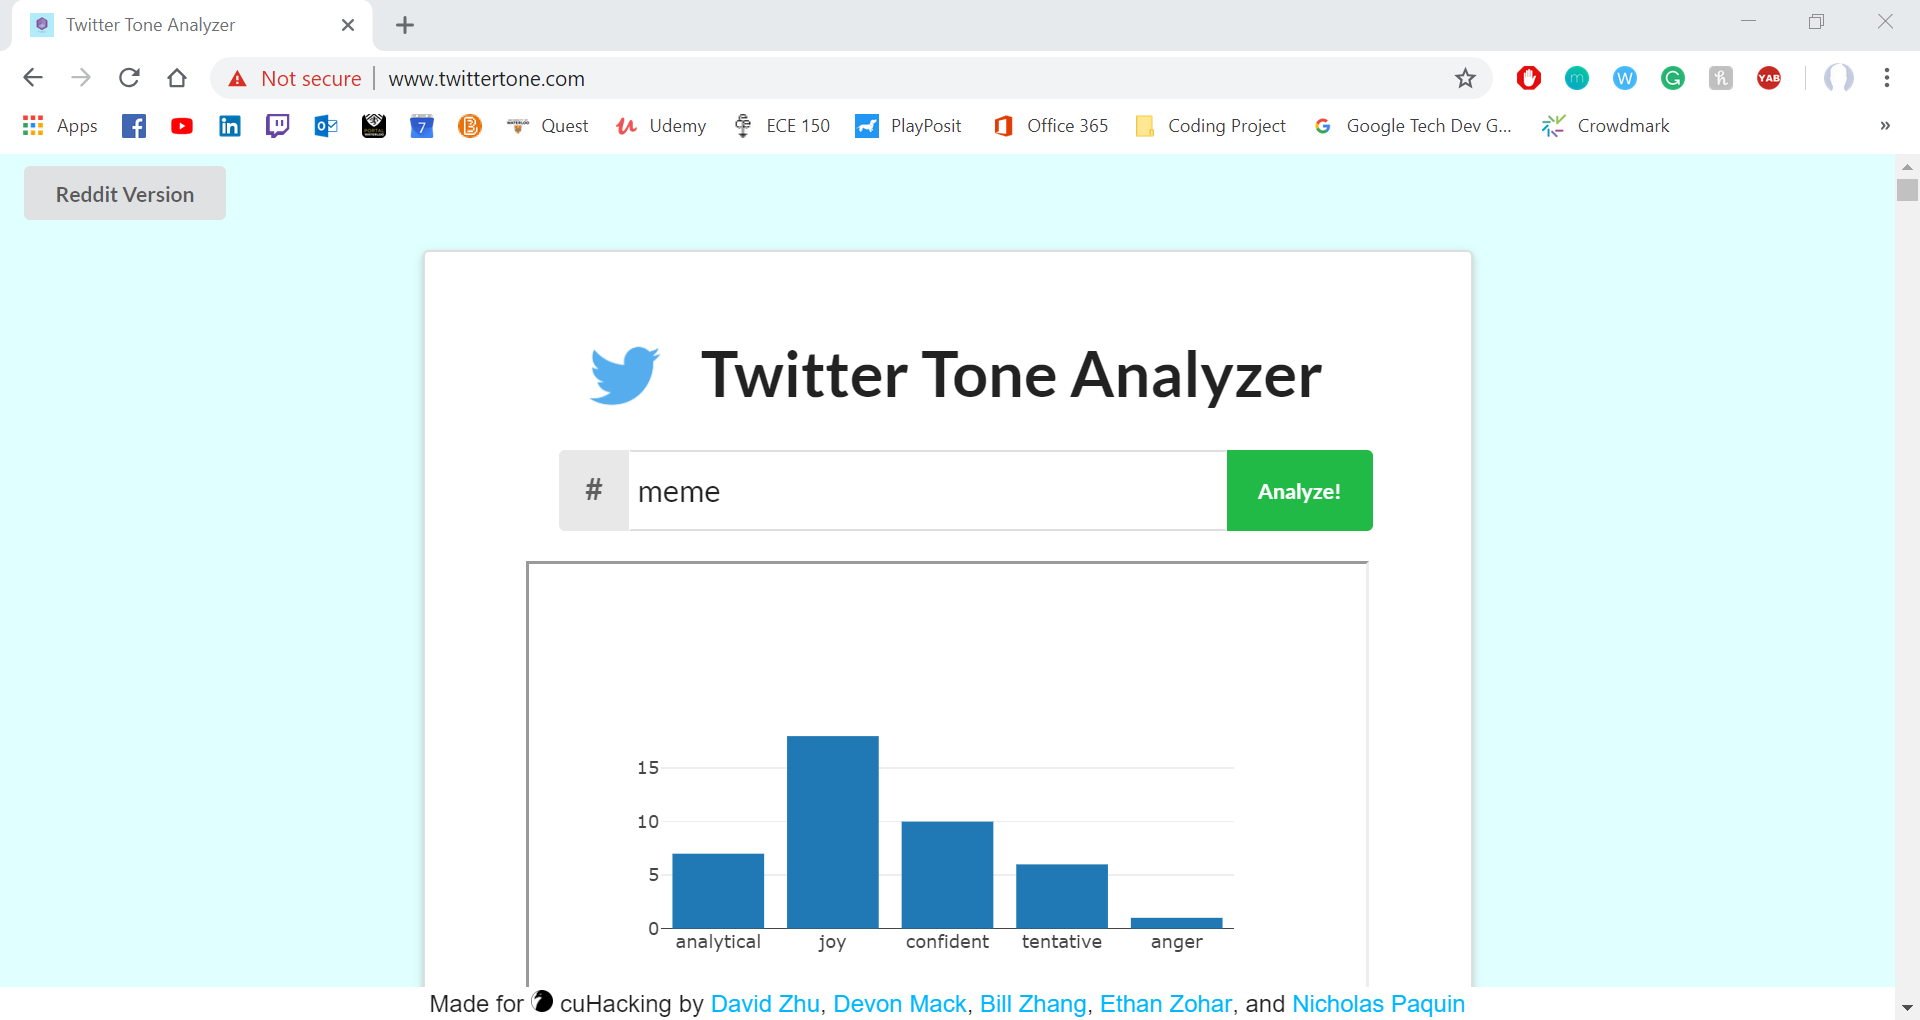 Twitter Tone Analyzer
Not secure www.twittertone.com
YAB
Apps 7 Quest Udemy ECE 150 PlayPosit Office 365 Coding Project Google Tech Dev G... Crowdmark »
Reddit Version
Twitter Tone Analyzer
# meme Analyze!
15
10
5
0
analytical joy confident tentative anger
Made for cuHacking by David Zhu, Devon Mack, Bill Zhang, Ethan Zohar, and Nicholas Paquin